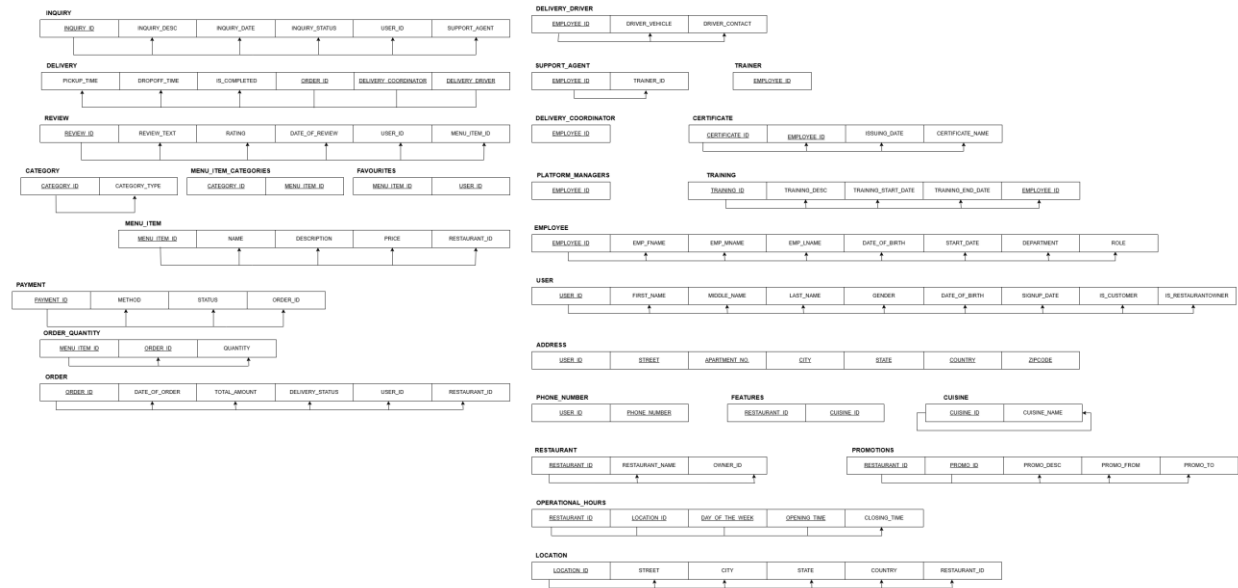 INQUIRY
INQUIRY_ID INQUIRY_DESC INQUIRY_DATE INQUIRY_STATUS USER_ID SUPPORT_AGENT
DELIVERY
PICKUP_TIME DROPOFF_TIME IS_COMPLETED ORDER_ID DELIVERY_COORDINATOR DELIVERY_DRIVER
REVIEW
REVIEW_ID REVIEW_TEXT RATING DATE_OF_REVIEW USER_ID MENU_ITEM_ID
CATEGORY MENU_ITEM_CATEGORIES FAVOURITES
CATEGORY_ID CATEGORY_TYPE CATEGORY_ID MENU_ITEM_ID MENU_ITEM_ID USER_ID
MENU_ITEM
MENU_ITEM_ID NAME DESCRIPTION PRICE RESTAURANT_ID
PAYMENT
PAYMENT_ID METHOD STATUS ORDER_ID
ORDER_QUANTITY
MENU_ITEM_ID ORDER_ID QUANTITY
ORDER
ORDER_ID DATE_OF_ORDER TOTAL_AMOUNT DELIVERY_STATUS USER_ID RESTAURANT_ID
DELIVERY_DRIVER
EMPLOYEE_ID DRIVER_VEHICLE DRIVER_CONTACT
SUPPORT_AGENT TRAINER
EMPLOYEE_ID TRAINER_ID EMPLOYEE_ID
DELIVERY_COORDINATOR CERTIFICATE
EMPLOYEE_ID CERTIFICATE_ID EMPLOYEE_ID ISSUING_DATE CERTIFICATE_NAME
PLATFORM_MANAGERS TRAINING
EMPLOYEE_ID TRAINING_ID TRAINING_DESC TRAINING_START_DATE TRAINING_END_DATE EMPLOYEE_ID
EMPLOYEE
EMPLOYEE_ID EMP_FNAME EMP_MNAME EMP_LNAME DATE_OF_BIRTH START_DATE DEPARTMENT ROLE
USER
USER_ID FIRST_NAME MIDDLE_NAME LAST_NAME GENDER DATE_OF_BIRTH SIGNUP_DATE IS_CUSTOMER IS_RESTAURANTOWNER
ADDRESS
USER_ID STREET APARTMENT_NO. CITY STATE COUNTRY ZIPCODE
PHONE_NUMBER FEATURES CUISINE
USER_ID PHONE_NUMBER RESTAURANT_ID CUISINE_ID CUISINE_ID CUISINE_NAME
RESTAURANT PROMOTIONS
RESTAURANT_ID RESTAURANT_NAME OWNER_ID RESTAURANT_ID PROMO_ID PROMO_DESC PROMO_FROM PROMO_TO
OPERATIONAL_HOURS
RESTAURANT_ID LOCATION_ID DAY_OF_THE_WEEK OPENING_TIME CLOSING_TIME
LOCATION
LOCATION_ID STREET CITY STATE COUNTRY RESTAURANT_ID